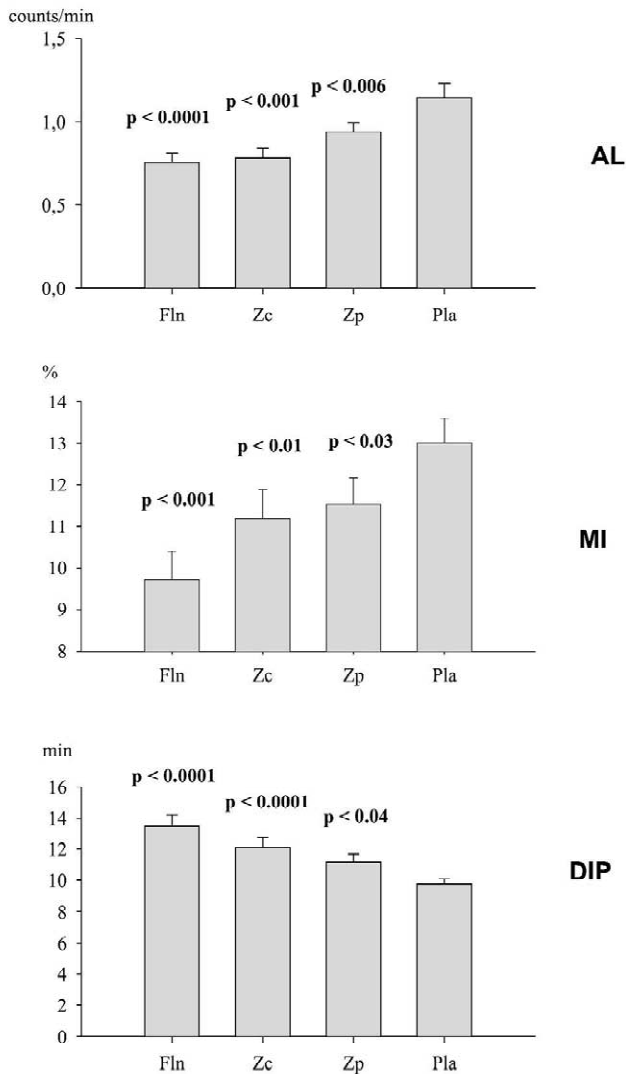 counts/min
1,5
p < 0.006
p < 0.001
p < 0.0001
1,0
AL
0,5
0,0
Fln Zc Zp Pla
%
14
13
p < 0.01 p < 0.03
12
p < 0.001
11
MI
10
9
8
Fln Zc Zp Pla
min
p < 0.0001
16
p < 0.0001
14
p < 0.04
12
DIP
10
8
6
4
2
0
Fln Zc Zp Pla